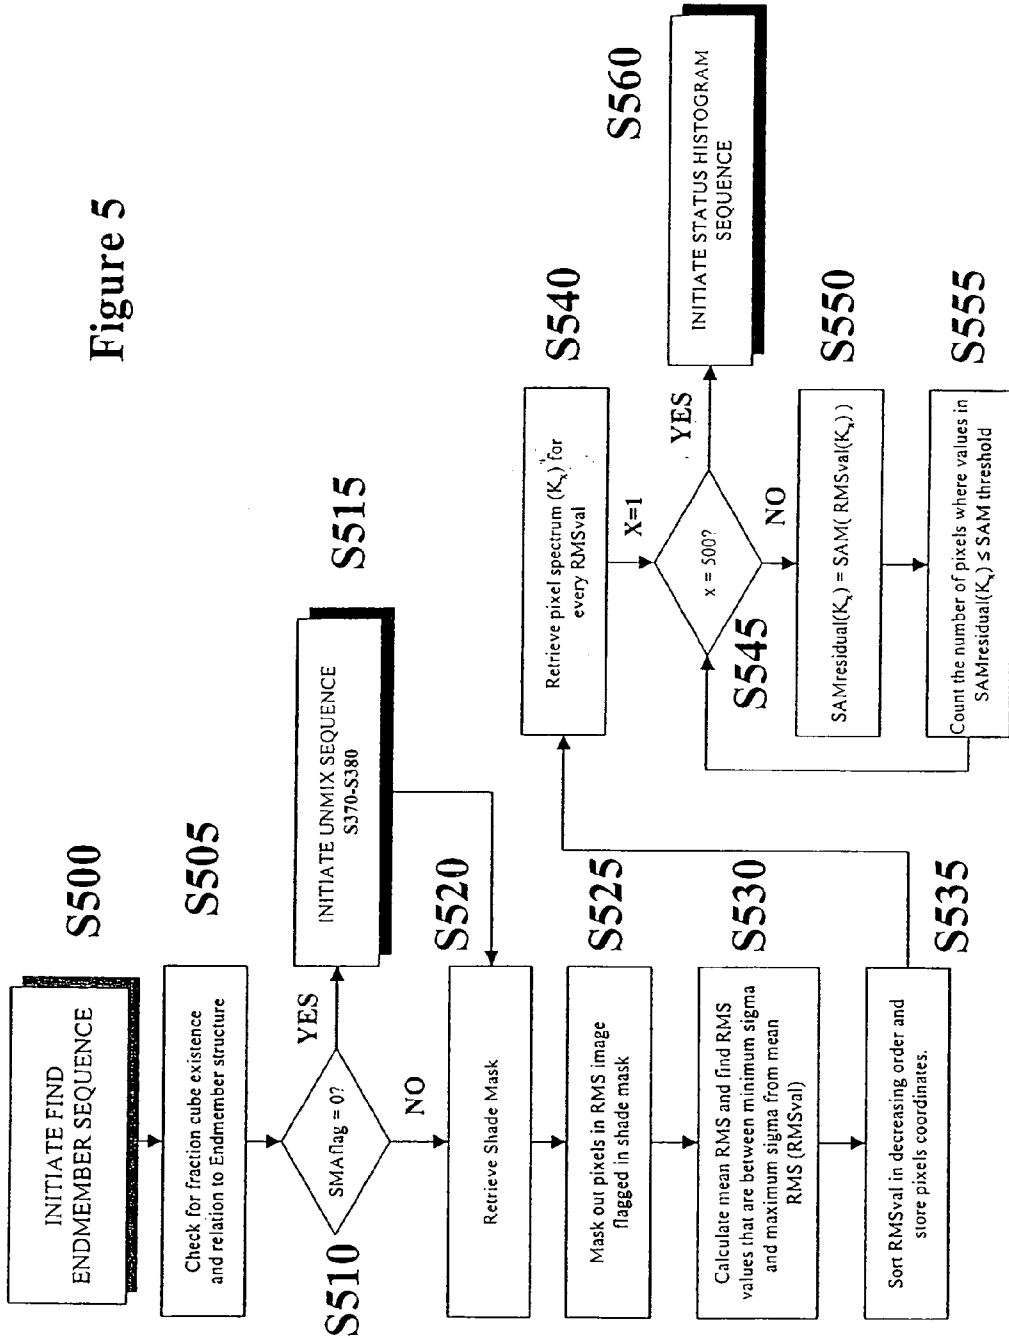 Figure 5
S500
INITIATE FIND
ENDMEMBER SEQUENCE
S505
Check for fraction cube existence
and relation to Endmember structure
S510
SMAflag = 0?
YES
NO
S515
INITIATE UNMIX SEQUENCE
S370-S380
S520
Retrieve Shade Mask
S525
Mask out pixels in RMS image
flagged in shade mask
S530
Calculate mean RMS and find RMS
values that are between minimum sigma
and maximum sigma from mean
RMS (RMSval)
S535
Sort RMSval in decreasing order and
store pixels coordinates.
S540
Retrieve pixel spectrum (Kx) for
every RMSval
X=1
S545
x = 500?
YES
NO
S560
INITIATE STATUS HISTOGRAM
SEQUENCE
S550
SAMresidual(Kx) = SAM( RMSval(Kx) )
S555
Count the number of pixels where values in
SAMresidual(Kx) ≤ SAM threshold